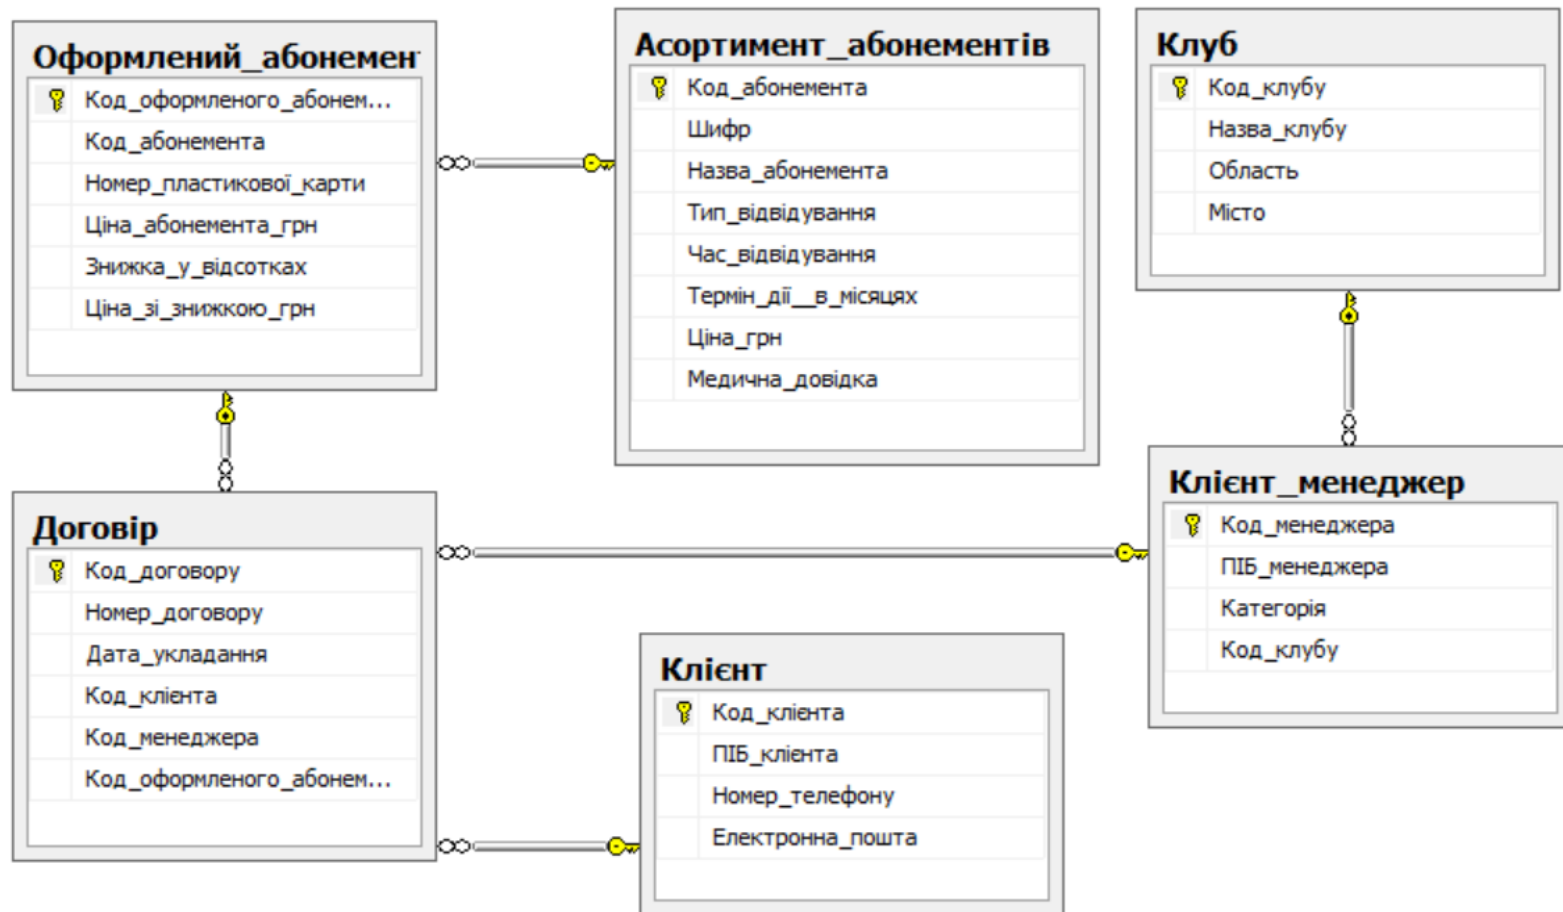 Оформлений_абонемент
Код_оформленого_абонем...
Код_абонемента
Номер_пластикової_карти
Ціна_абонемента_грн
Знижка_у_відсотках
Ціна_зі_знижкою_грн
Асортимент_абонементів
Код_абонемента
Шифр
Назва_абонемента
Тип_відвідування
Час_відвідування
Термін_дії__в_місяцях
Ціна_грн
Медична_довідка
Клуб
Код_клубу
Назва_клубу
Область
Місто
Договір
Код_договору
Номер_договору
Дата_укладання
Код_клієнта
Код_менеджера
Код_оформленого_абонем...
Клієнт
Код_клієнта
ПІБ_клієнта
Номер_телефону
Електронна_пошта
Клієнт_менеджер
Код_менеджера
ПІБ_менеджера
Категорія
Код_клубу